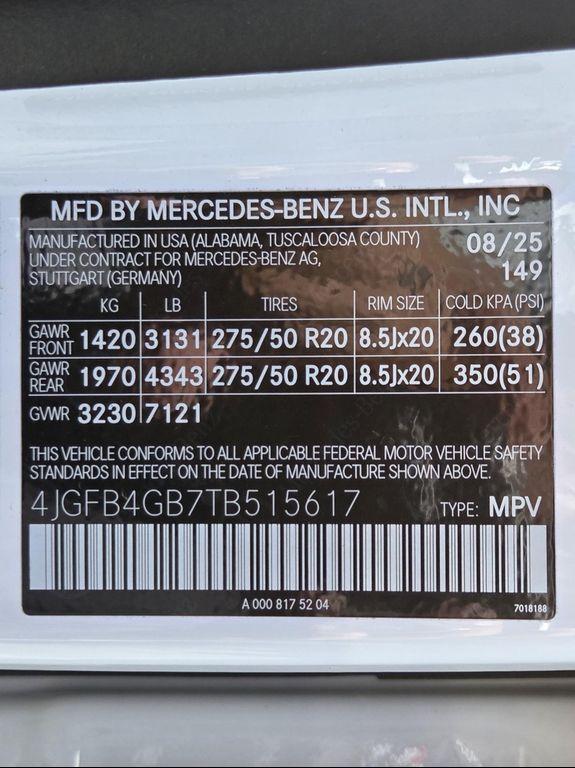 MFD BY MERCEDES-BENZ U.S. INTL., INC
MANUFACTURED IN USA (ALABAMA, TUSCALOOSA COUNTY) 08/25
UNDER CONTRACT FOR MERCEDES-BENZ AG,
STUTTGART (GERMANY) 149
KG LB TIRES RIM SIZE COLD KPA (PSI)
GAWR FRONT 1420 3131 275/50 R20 8.5Jx20 260(38)
GAWR REAR 1970 4343 275/50 R20 8.5Jx20 350(51)
GVWR 3230 7121
THIS VEHICLE CONFORMS TO ALL APPLICABLE FEDERAL MOTOR VEHICLE SAFETY
STANDARDS IN EFFECT ON THE DATE OF MANUFACTURE SHOWN ABOVE.
4JGFB4GB7TB515617 TYPE: MPV
A 000 817 52 04 7018188